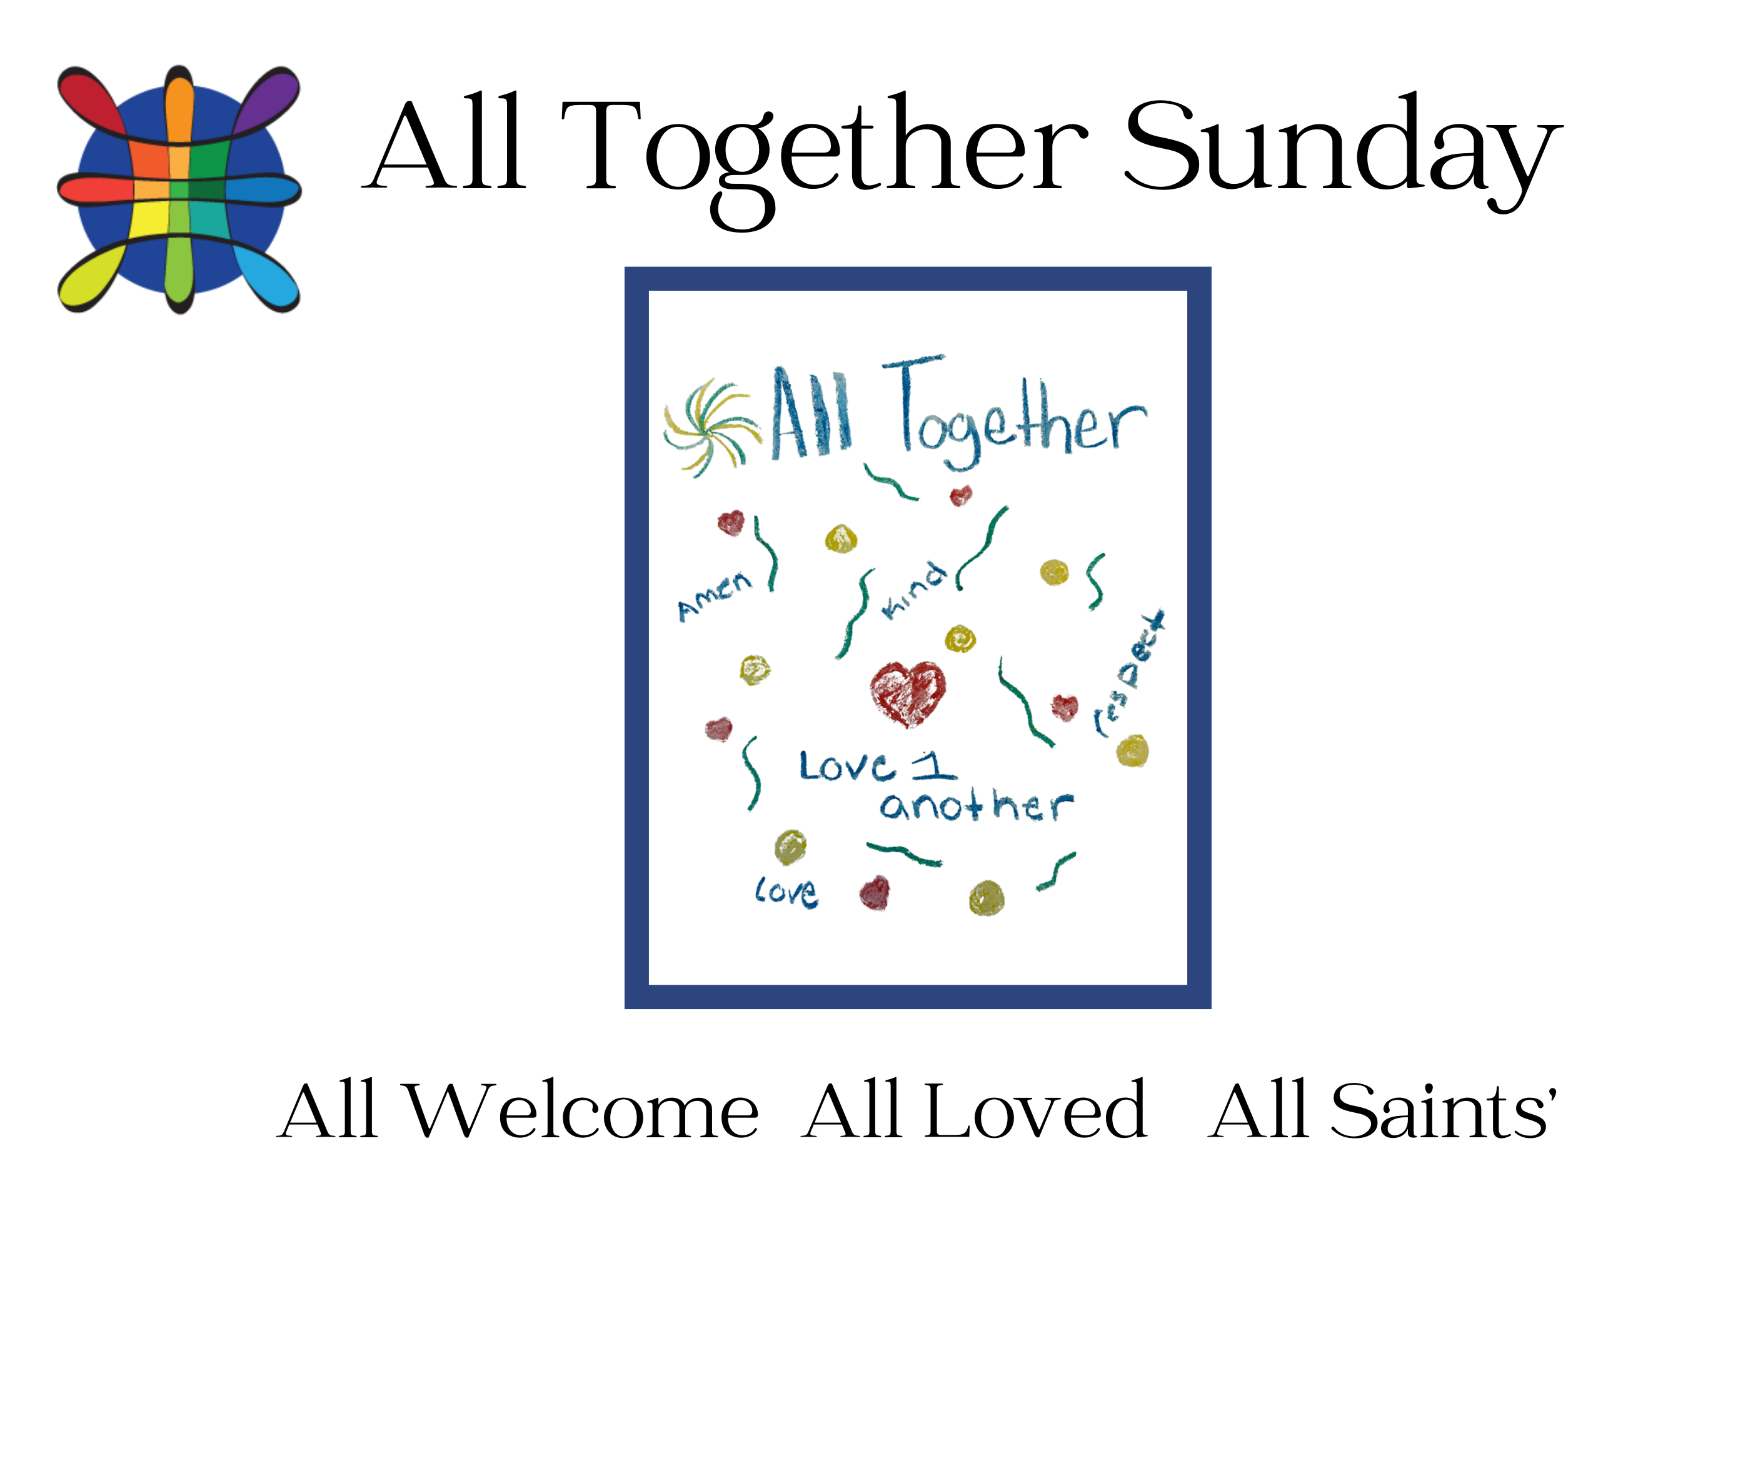 All Together Sunday
All Together
Amen
Kind
respect
Love 1
another
love
All Welcome All Loved All Saints’